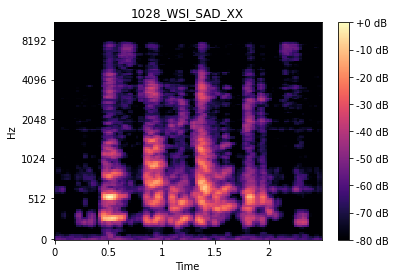 1028_WSI_SAD_XX
+0 dB
8192
-10 dB
4096
-20 dB
-30 dB
2048
Hz
-40 dB
1024
-50 dB
512
-60 dB
-70 dB
0
-80 dB
0 0.5 1 1.5 2
Time